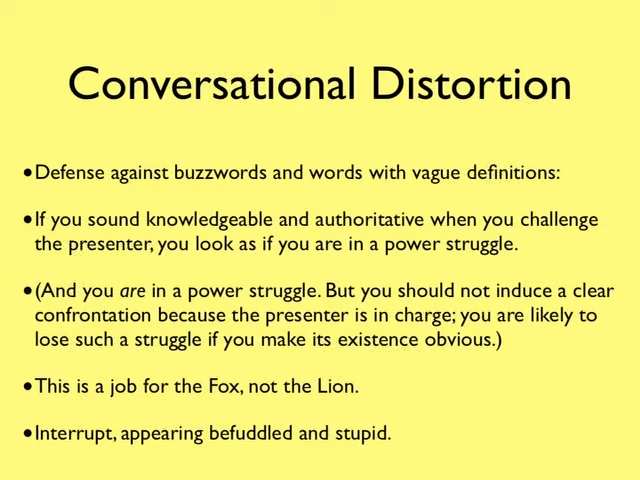 Conversational Distortion
•Defense against buzzwords and words with vague definitions:
•If you sound knowledgeable and authoritative when you challenge
the presenter, you look as if you are in a power struggle.
•(And you are in a power struggle. But you should not induce a clear
confrontation because the presenter is in charge; you are likely to
lose such a struggle if you make its existence obvious.)
•This is a job for the Fox, not the Lion.
•Interrupt, appearing befuddled and stupid.